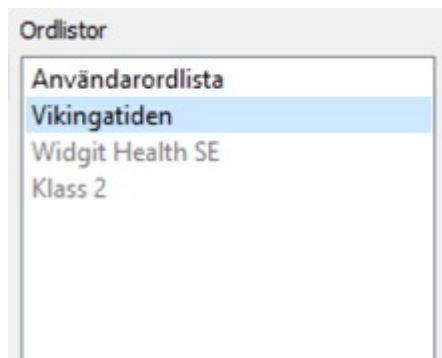 Ordlistor
Användarordlista
Vikingatiden
Widgit Health SE
Klass 2